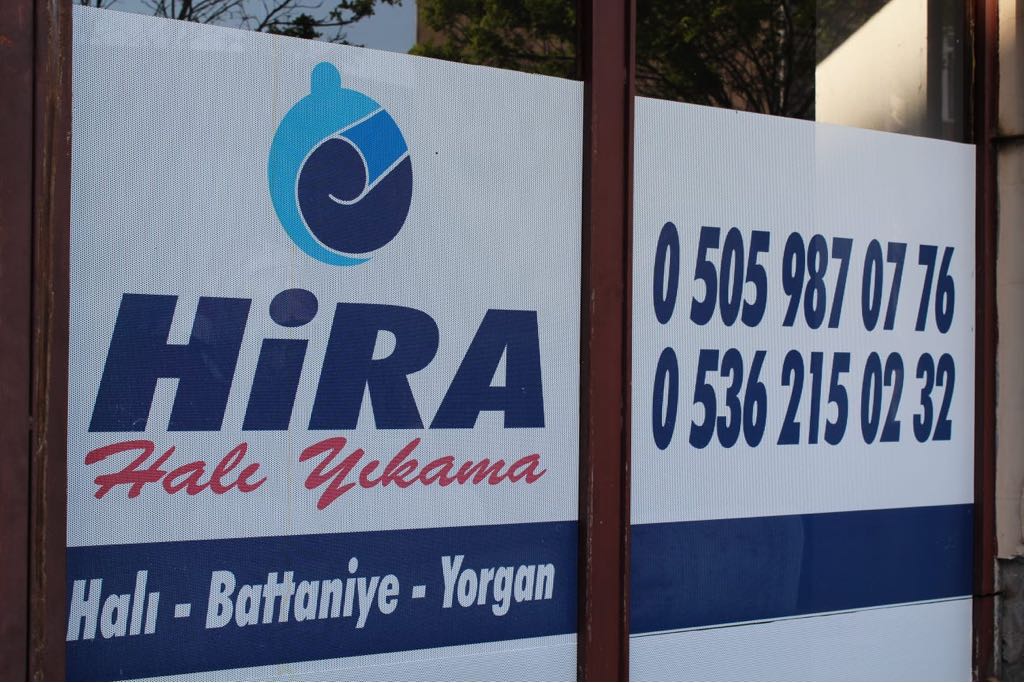 HiRA
Halı Yıkama
Halı - Battaniye - Yorgan
0 505 987 07 76
0 536 215 02 32